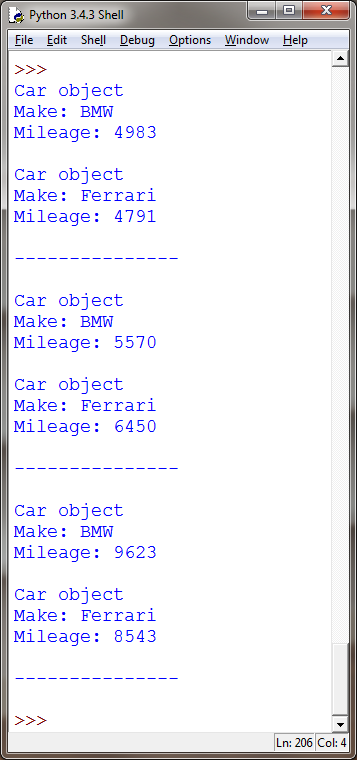 Python 3.4.3 Shell
File Edit Shell Debug Options Window Help
>>>
Car object
Make: BMW
Mileage: 4983
Car object
Make: Ferrari
Mileage: 4791
---------------
Car object
Make: BMW
Mileage: 5570
Car object
Make: Ferrari
Mileage: 6450
---------------
Car object
Make: BMW
Mileage: 9623
Car object
Make: Ferrari
Mileage: 8543
---------------
>>>
Ln: 206 Col: 4